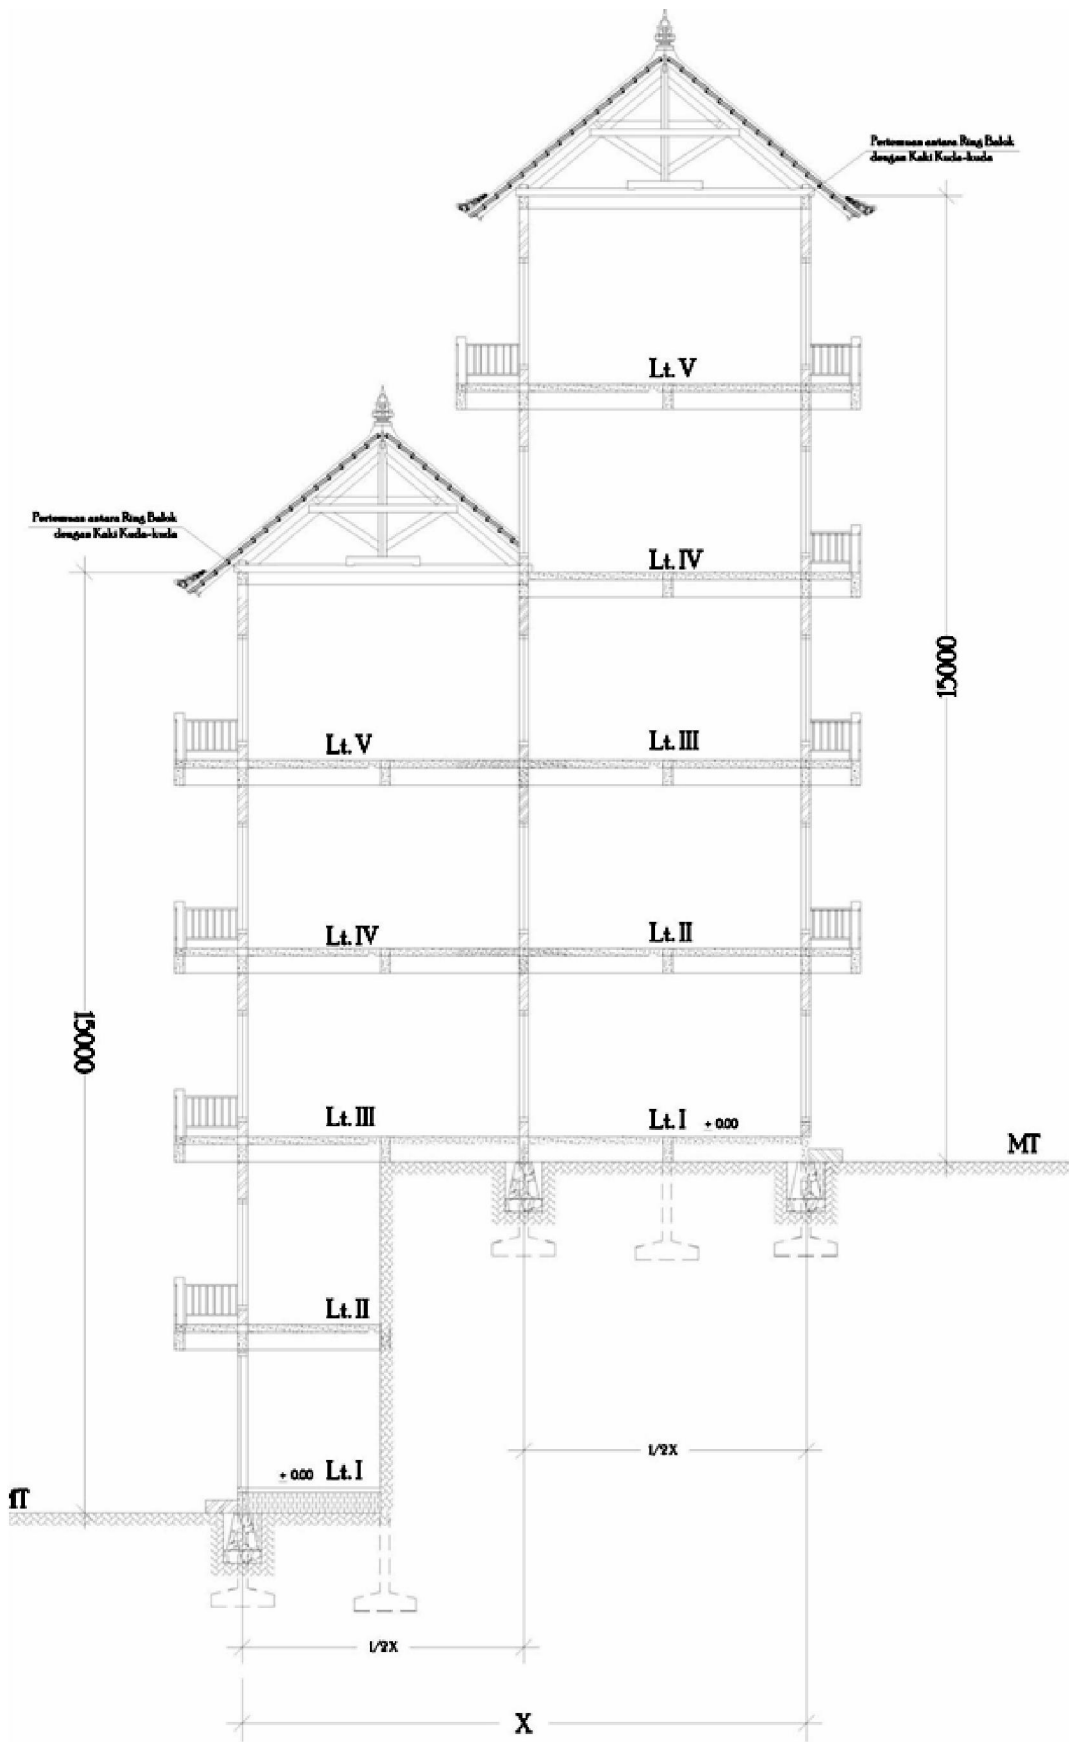 Pertemuan antara Ring Balok
dengan Kaki Kuda-kuda
Lt. V
Pertemuan antara Ring Balok
dengan Kaki Kuda-kuda
Lt. IV
15000
Lt. V
Lt. III
Lt. IV
Lt. II
15000
Lt. III
Lt. I ± 0.00
MT
Lt. II
1/2X
± 0.00 Lt. I
MT
1/2X
X